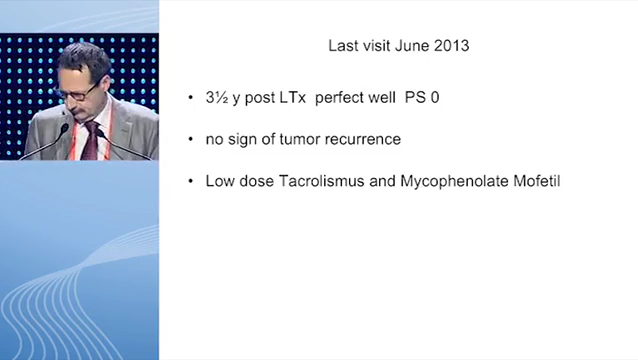 Last visit June 2013
• 3½ y post LTx perfect well PS 0
• no sign of tumor recurrence
• Low dose Tacrolismus and Mycophenolate Mofetil